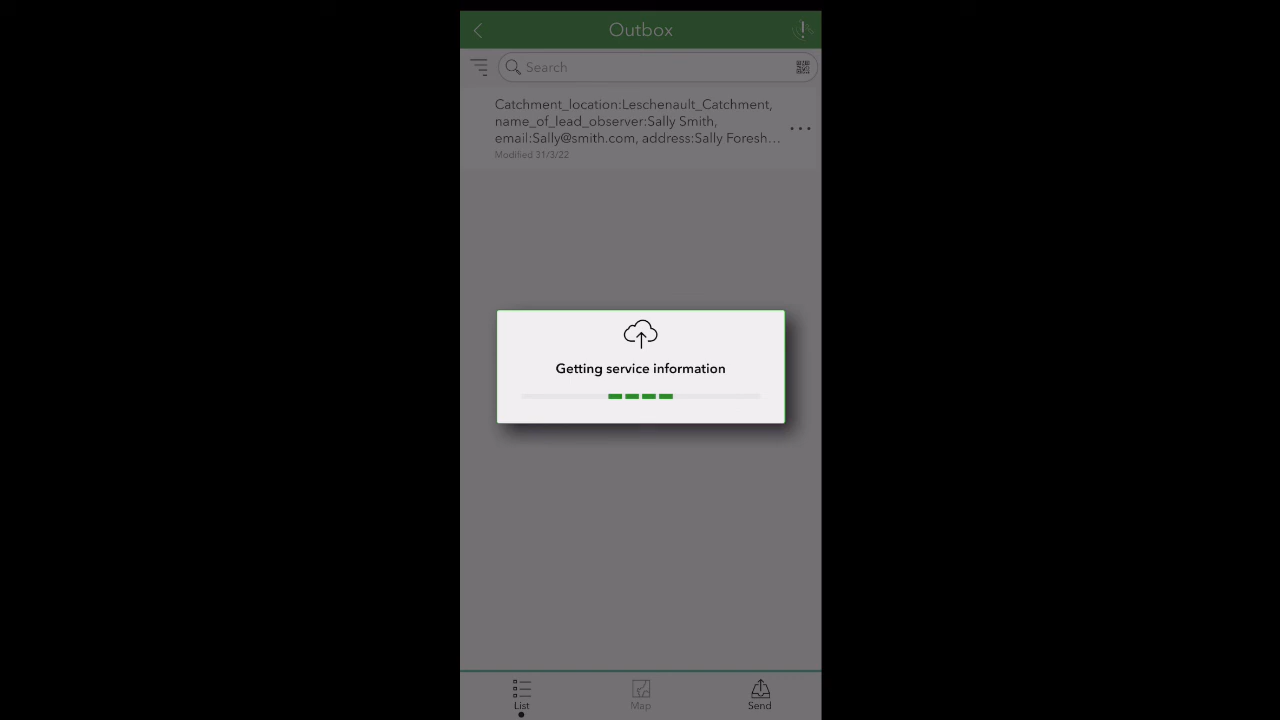 Outbox
Search
Catchment_location:Leschenault_Catchment,
name_of_lead_observer:Sally Smith,
email:Sally@smith.com, address:Sally Foresh...
Modified 31/3/22
Getting service information
List
Map
Send